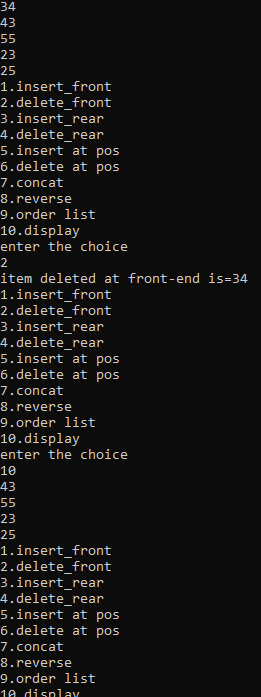 34
43
55
23
25
1.insert_front
2.delete_front
3.insert_rear
4.delete_rear
5.insert at pos
6.delete at pos
7.concat
8.reverse
9.order list
10.display
enter the choice
2
item deleted at front-end is=34
1.insert_front
2.delete_front
3.insert_rear
4.delete_rear
5.insert at pos
6.delete at pos
7.concat
8.reverse
9.order list
10.display
enter the choice
10
43
55
23
25
1.insert_front
2.delete_front
3.insert_rear
4.delete_rear
5.insert at pos
6.delete at pos
7.concat
8.reverse
9.order list
10.display